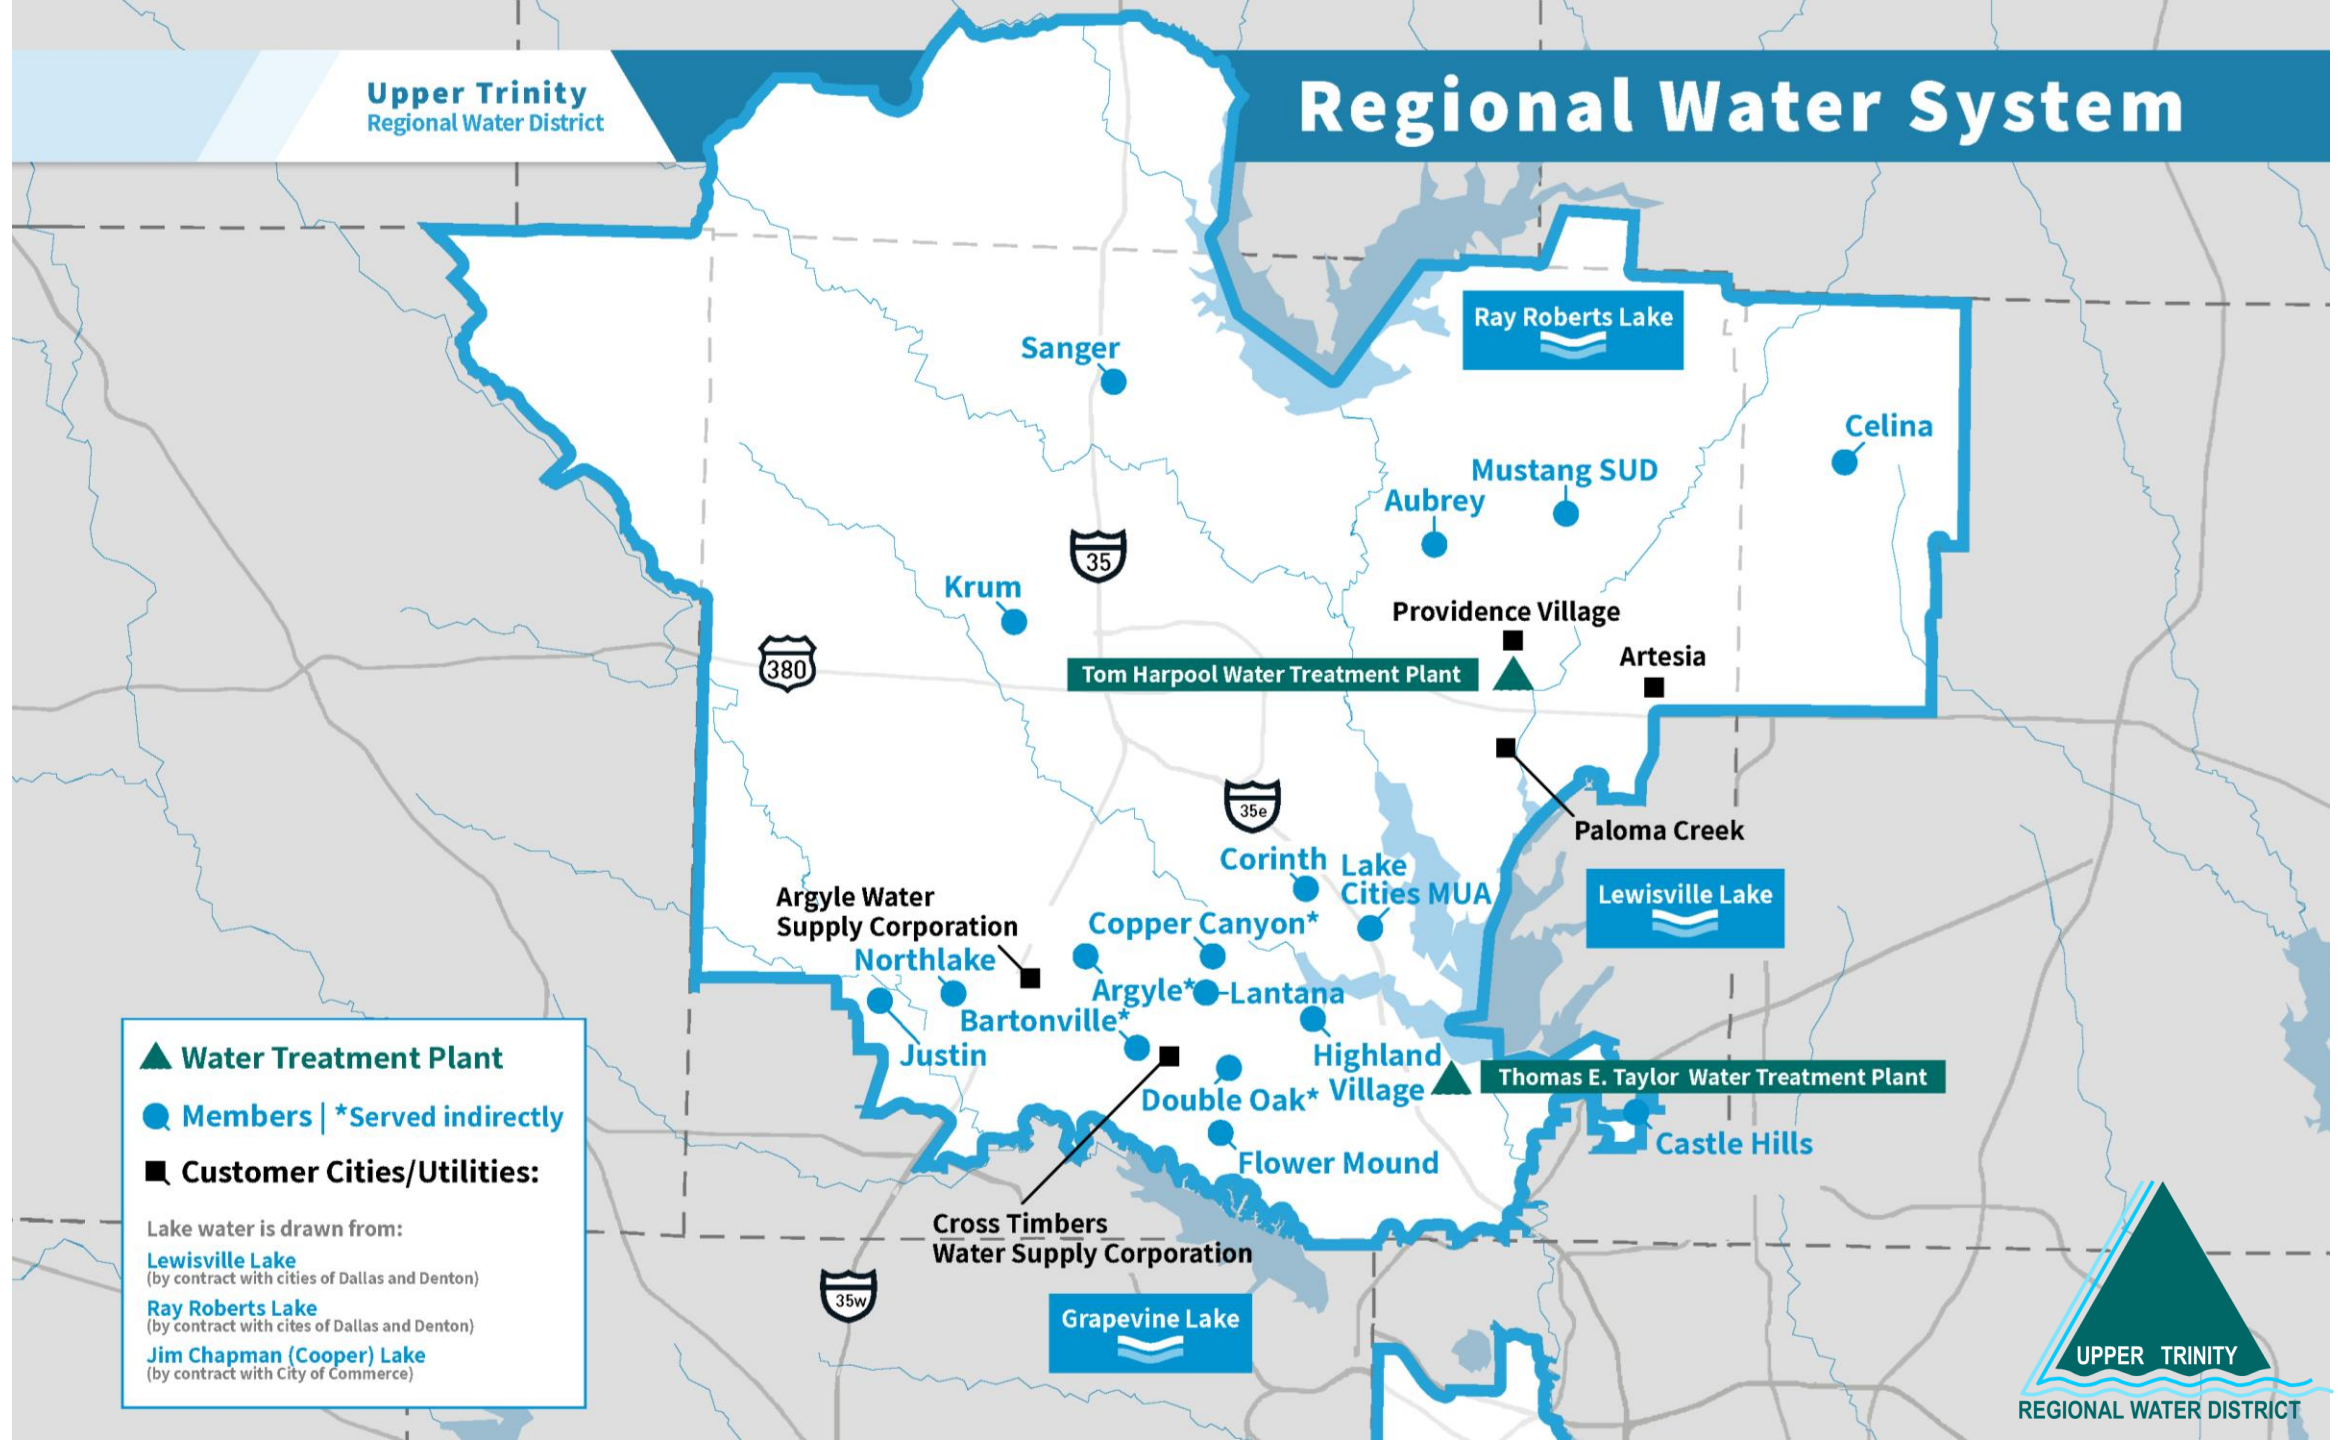 Upper Trinity
Regional Water District
Regional Water System
Ray Roberts Lake
Sanger
Celina
Mustang SUD
Aubrey
35
Krum
Providence Village
380
Tom Harpool Water Treatment Plant
Artesia
35e
Paloma Creek
Corinth
Lake
Cities MUA
Lewisville Lake
Argyle Water
Supply Corporation
Copper Canyon*
Northlake
Argyle*
Lantana
Bartonville*
Justin
Highland
Village
Thomas E. Taylor Water Treatment Plant
Double Oak*
Castle Hills
Flower Mound
Cross Timbers
Water Supply Corporation
35w
Grapevine Lake
Water Treatment Plant
Members | *Served indirectly
Customer Cities/Utilities:
Lake water is drawn from:
Lewisville Lake
(by contract with cities of Dallas and Denton)
Ray Roberts Lake
(by contract with cites of Dallas and Denton)
Jim Chapman (Cooper) Lake
(by contract with City of Commerce)
UPPER TRINITY
REGIONAL WATER DISTRICT